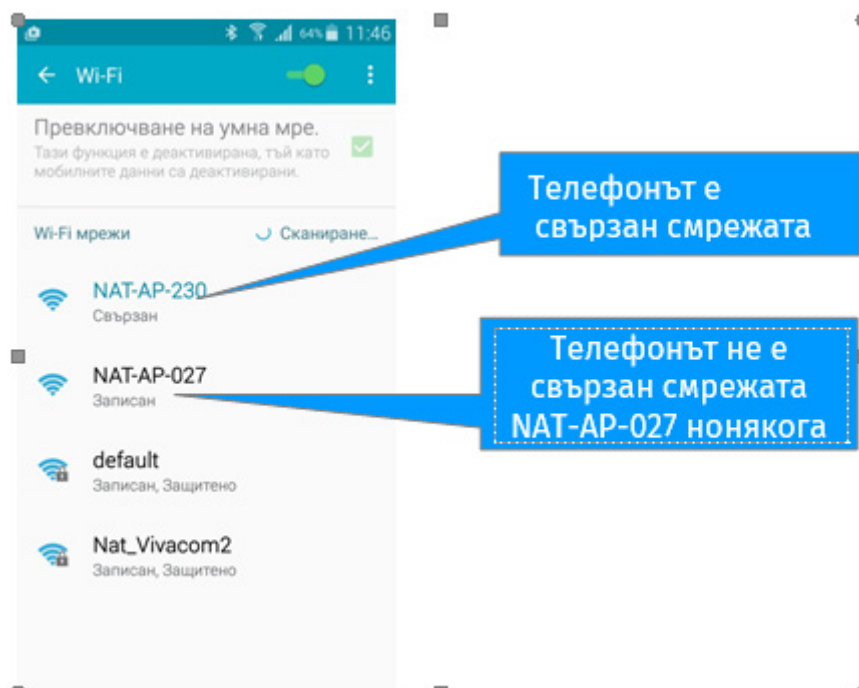 64% 11:46
Wi-Fi
Превключване на умна мре.
Тази функция е деактивирана, тъй като
мобилните данни са деактивирани.
Wi-Fi мрежи
Сканиране...
NAT-AP-230
Свързан
NAT-AP-027
Записан
default
Записан, Защитено
Nat_Vivacom2
Записан, Защитено
Телефонът е
свързан смрежата
Телефонът не е
свързан смрежата
NAT-AP-027 нонякога